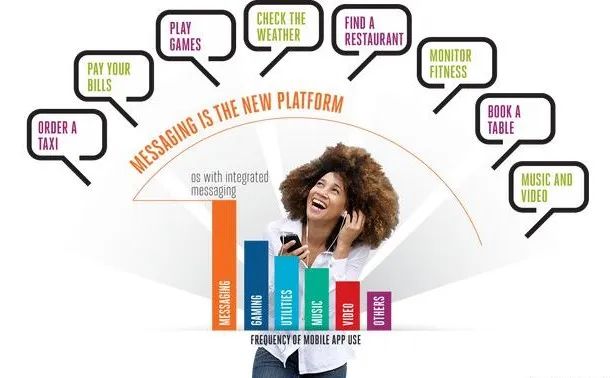 ORDER A
TAXI
PAY YOUR
BILLS
PLAY
GAMES
CHECK THE
WEATHER
FIND A
RESTAURANT
MONITOR
FITNESS
BOOK A
TABLE
MUSIC AND
VIDEO
MESSAGING IS THE NEW PLATFORM
os with integrated
messaging
MESSAGING
GAMING
UTILITIES
MUSIC
VIDEO
OTHERS
FREQUENCY OF MOBILE APP USE